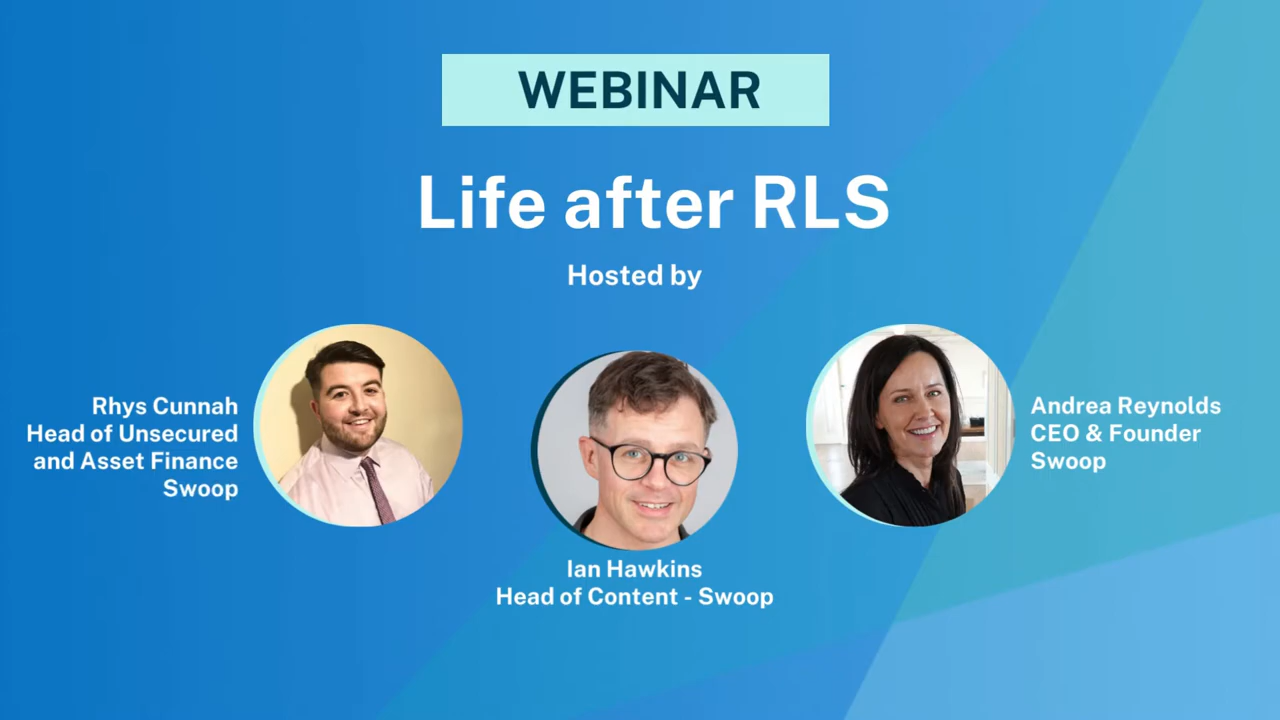 WEBINAR
Life after RLS
Hosted by
Rhys Cunnah
Head of Unsecured
and Asset Finance
Swoop
Ian Hawkins
Head of Content - Swoop
Andrea Reynolds
CEO & Founder
Swoop